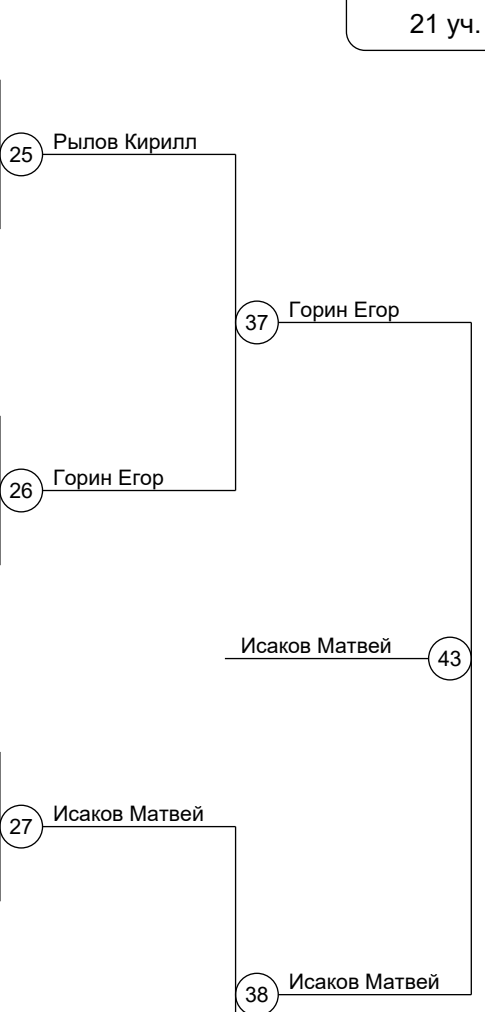 21 уч.
25 Рылов Кирилл
37 Горин Егор
26 Горин Егор
Исаков Матвей 43
27 Исаков Матвей
38 Исаков Матвей